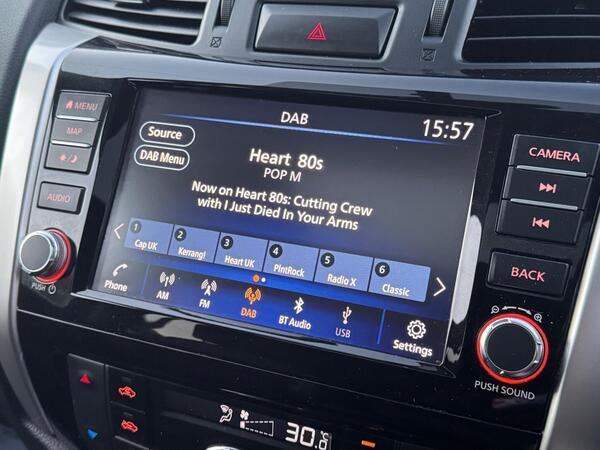 DAB
15:57
Source
DAB Menu
Heart 80s
POP M
Now on Heart 80s: Cutting Crew
with I Just Died In Your Arms
1 Cap UK
2 Kerrang!
3 Heart UK
4 PlntRock
5 Radio X
6 Classic
Phone
AM
FM
DAB
BT Audio
USB
Settings
MENU
MAP
AUDIO
PUSH
CAMERA
BACK
PUSH SOUND
30.0°C